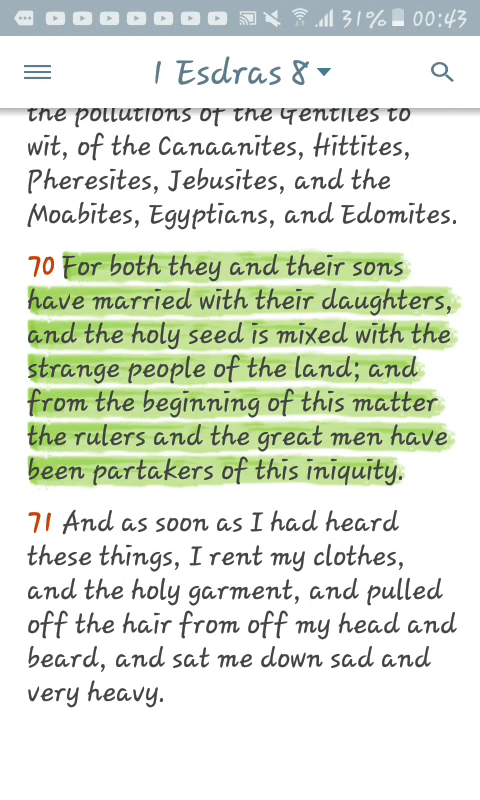 31% 00:43
1 Esdras 8
the pollutions of the Gentiles to
wit, of the Canaanites, Hittites,
Pheresites, Jebusites, and the
Moabites, Egyptians, and Edomites.
70 For both they and their sons
have married with their daughters,
and the holy seed is mixed with the
strange people of the land; and
from the beginning of this matter
the rulers and the great men have
been partakers of this iniquity.
71 And as soon as I had heard
these things, I rent my clothes,
and the holy garment, and pulled
off the hair from off my head and
beard, and sat me down sad and
very heavy.